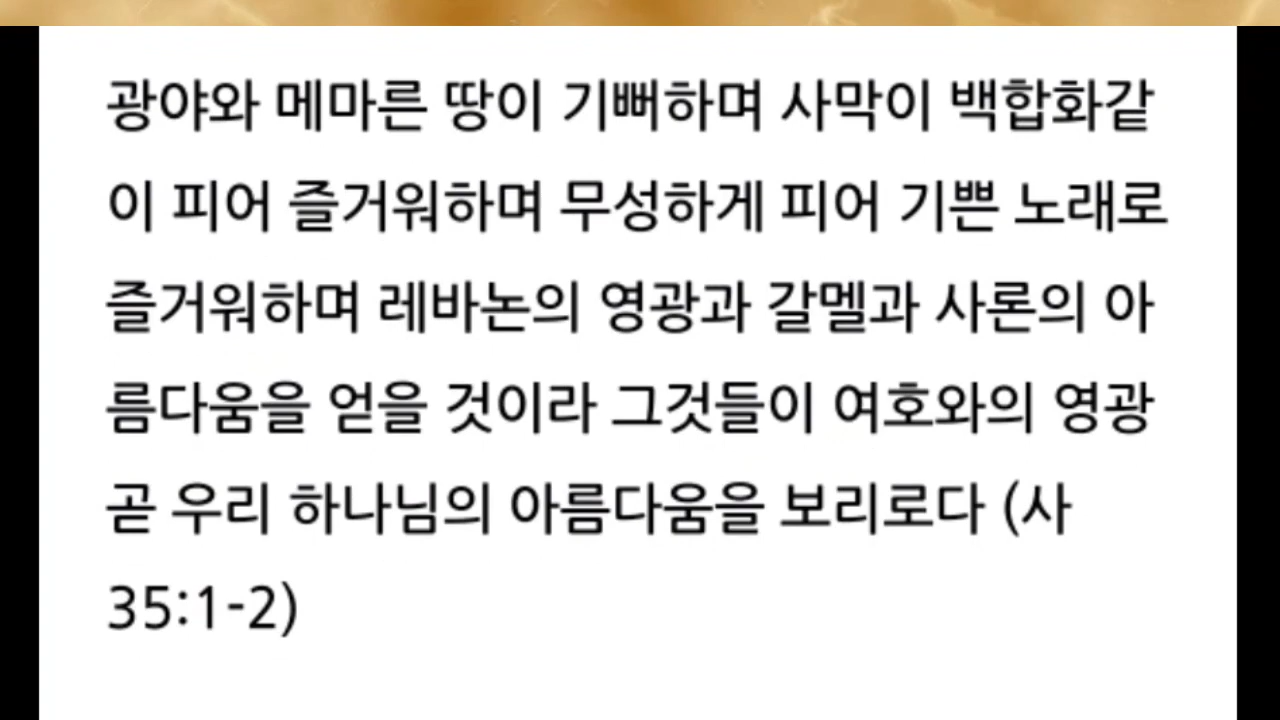 광야와 메마른 땅이 기뻐하며 사막이 백합화같
이 피어 즐거워하며 무성하게 피어 기쁜 노래로
즐거워하며 레바논의 영광과 갈멜과 사론의 아
름다움을 얻을 것이라 그것들이 여호와의 영광
곧 우리 하나님의 아름다움을 보리로다 (사
35:1-2)